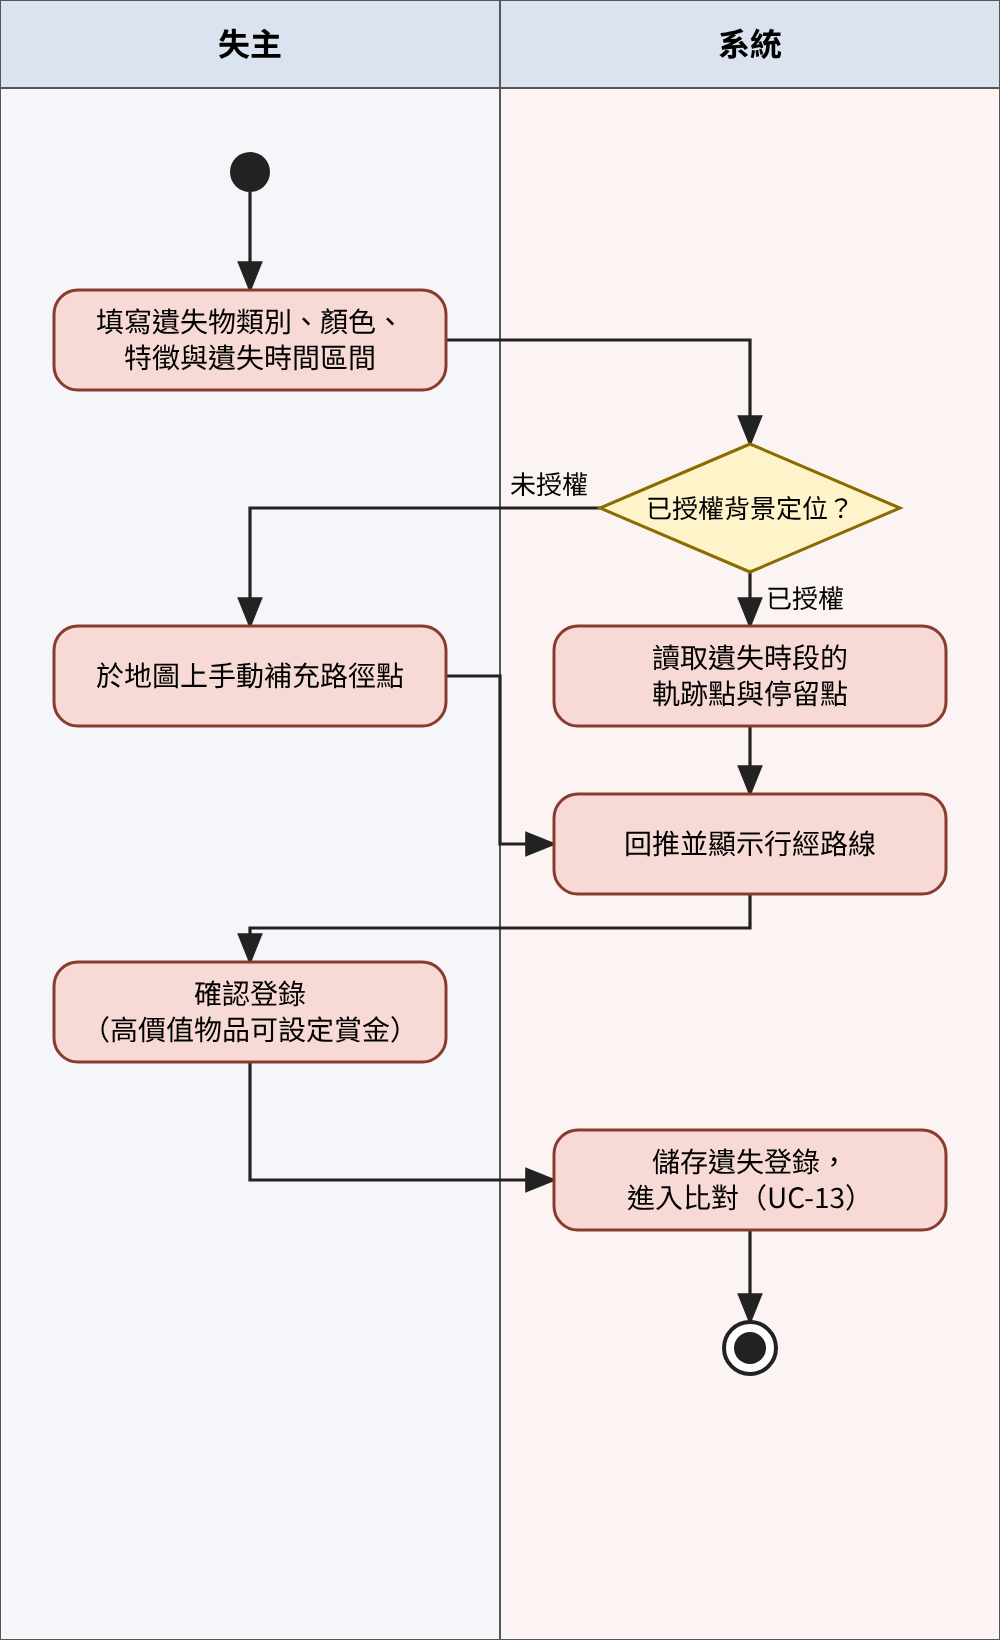 失主
系統
填寫遺失物類別、顏色、
特徵與遺失時間區間
已授權背景定位？
未授權
已授權
於地圖上手動補充路徑點
讀取遺失時段的
軌跡點與停留點
回推並顯示行經路線
確認登錄
（高價值物品可設定賞金）
儲存遺失登錄，
進入比對（UC-13）